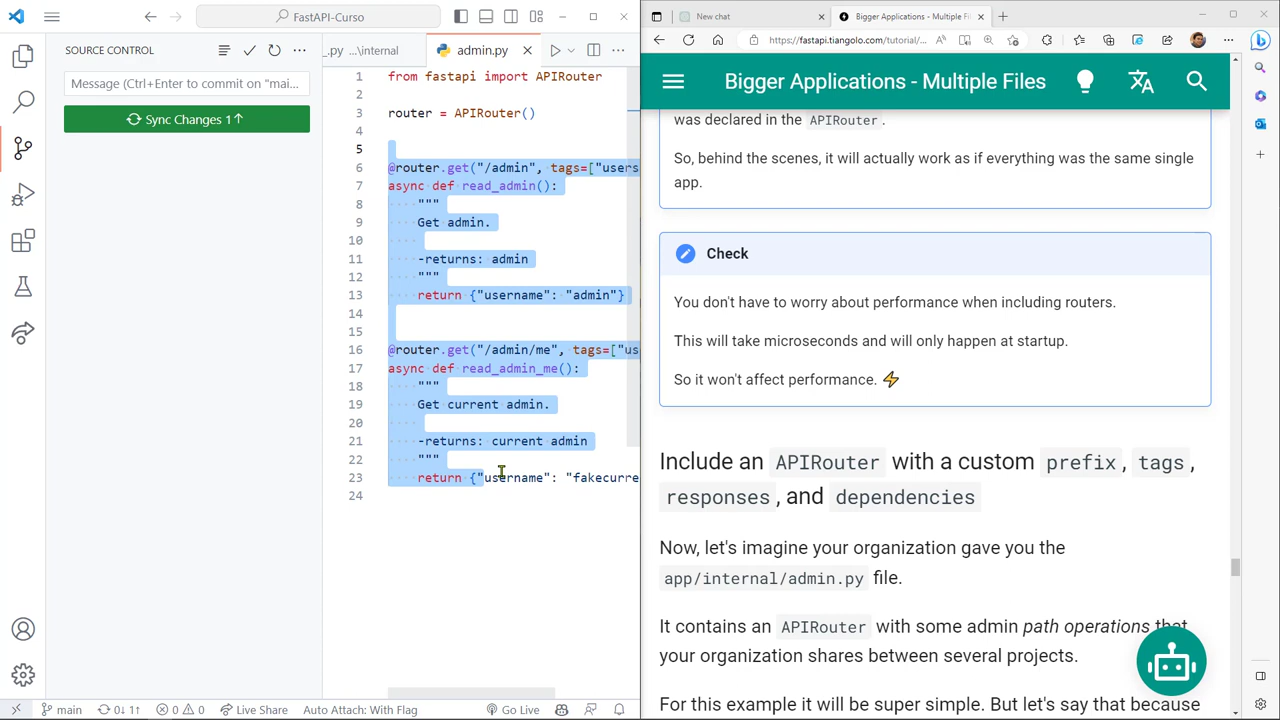 FastAPI-Curso
SOURCE CONTROL
Message (Ctrl+Enter to commit on "mai...
Sync Changes 1↑
.py ...\internal
admin.py
1 from fastapi import APIRouter
2
3 router = APIRouter()
4
5
6 @router.get("/admin", tags=["users
7 async def read_admin():
8 """
9 Get admin.
10
11 -returns: admin
12 """
13 return {"username": "admin"}
14
15
16 @router.get("/admin/me", tags=["us
17 async def read_admin_me():
18 """
19 Get current admin.
20
21 -returns: current admin
22 """
23 return {"username": "fakecurre
24
main
0↓ 1↑
0
0
Live Share
Auto Attach: With Flag
Go Live
New chat
Bigger Applications - Multiple Fi
https://fastapi.tiangolo.com/tutorial/...
Bigger Applications - Multiple Files
was declared in the APIRouter.
So, behind the scenes, it will actually work as if everything was the same single
app.
Check
You don't have to worry about performance when including routers.
This will take microseconds and will only happen at startup.
So it won't affect performance. ⚡
Include an APIRouter with a custom prefix, tags,
responses, and dependencies
Now, let's imagine your organization gave you the
app/internal/admin.py file.
It contains an APIRouter with some admin path operations that
your organization shares between several projects.
For this example it will be super simple. But let's say that because